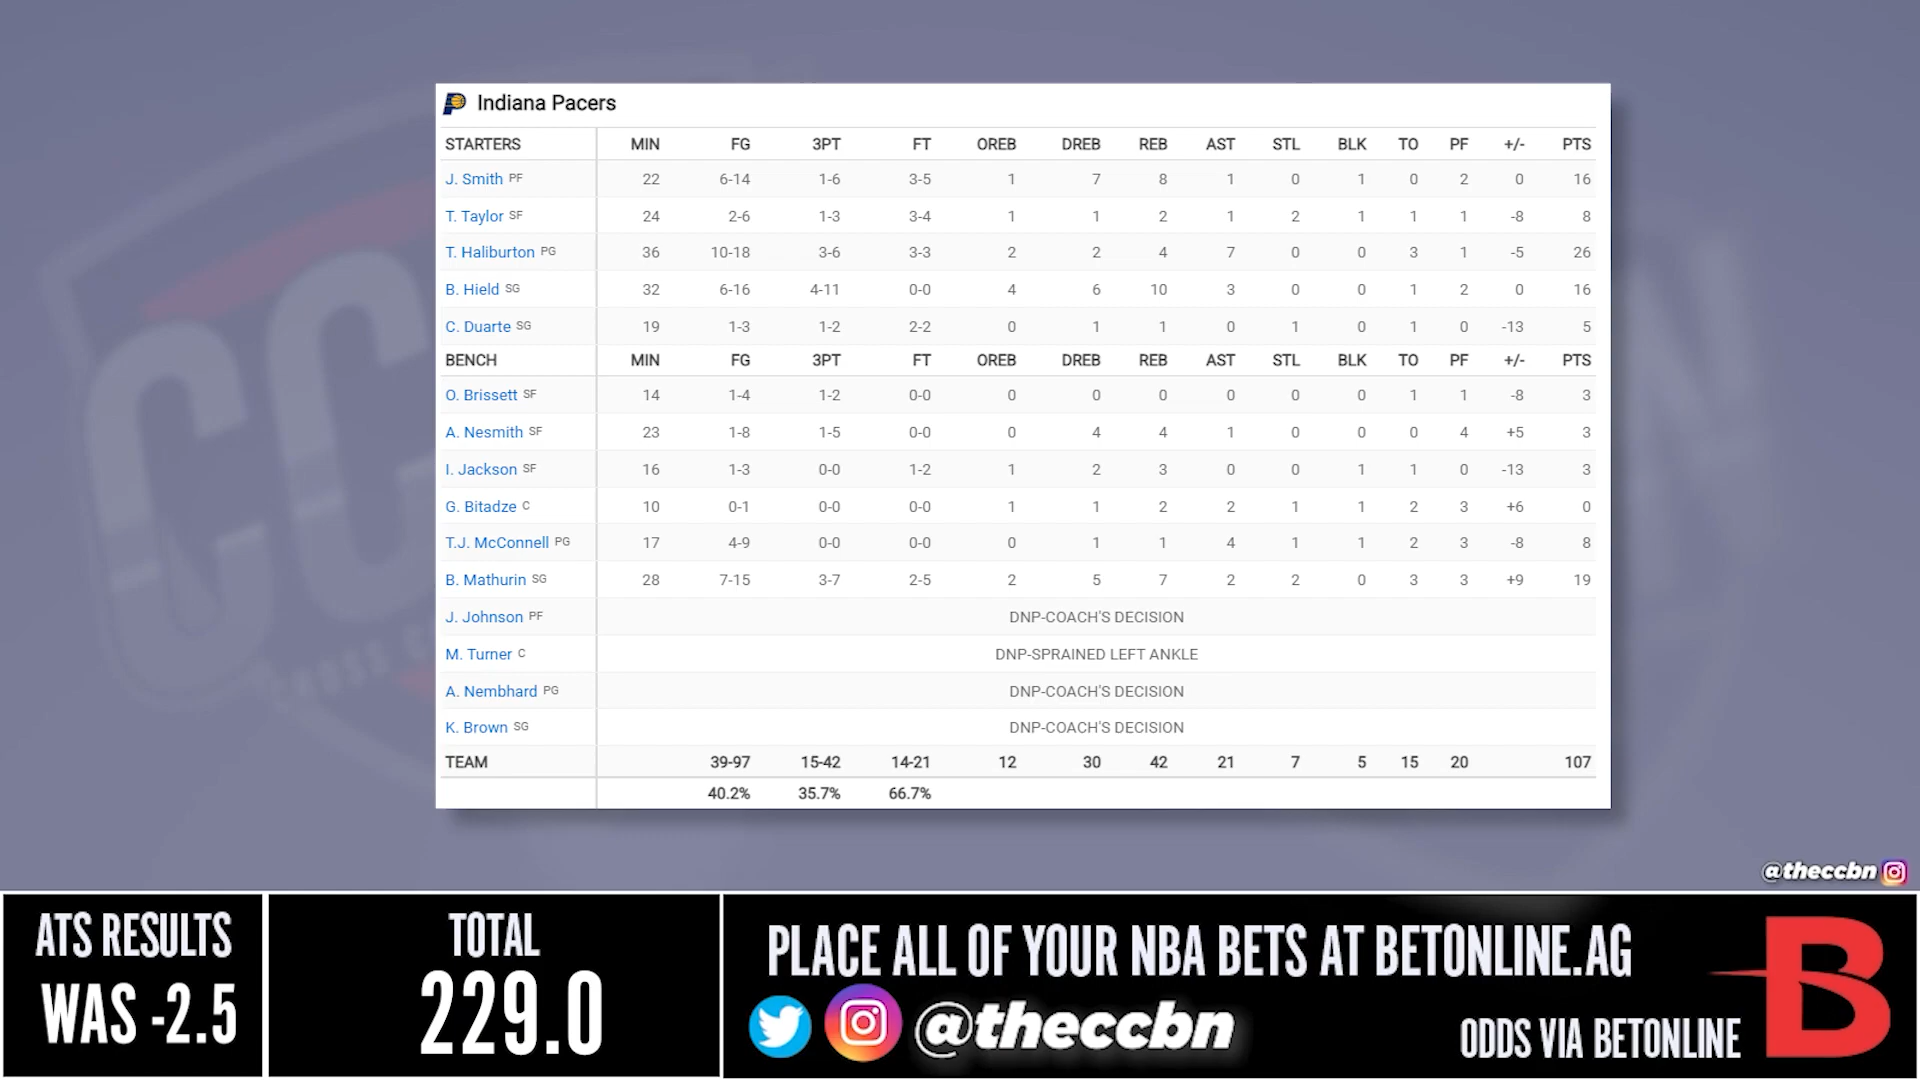 Indiana Pacers
STARTERS MIN FG 3PT FT OREB DREB REB AST STL BLK TO PF +/- PTS
J. Smith PF 22 6-14 1-6 3-5 1 7 8 1 0 1 0 2 0 16
T. Taylor SF 24 2-6 1-3 3-4 1 1 2 1 2 1 1 1 -8 8
T. Haliburton PG 36 10-18 3-6 3-3 2 2 4 7 0 0 3 1 -5 26
B. Hield SG 32 6-16 4-11 0-0 4 6 10 3 0 0 1 2 0 16
C. Duarte SG 19 1-3 1-2 2-2 0 1 1 0 1 0 1 0 -13 5
BENCH MIN FG 3PT FT OREB DREB REB AST STL BLK TO PF +/- PTS
O. Brissett SF 14 1-4 1-2 0-0 0 0 0 0 0 0 1 1 -8 3
A. Nesmith SF 23 1-8 1-5 0-0 0 4 4 1 0 0 0 4 +5 3
I. Jackson SF 16 1-3 0-0 1-2 1 2 3 0 0 1 1 0 -13 3
G. Bitadze C 10 0-1 0-0 0-0 1 1 2 2 1 1 2 3 +6 0
T.J. McConnell PG 17 4-9 0-0 0-0 0 1 1 4 1 1 2 3 -8 8
B. Mathurin SG 28 7-15 3-7 2-5 2 5 7 2 2 0 3 3 +9 19
J. Johnson PF DNP-COACH'S DECISION
M. Turner C DNP-SPRAINED LEFT ANKLE
A. Nembhard PG DNP-COACH'S DECISION
K. Brown SG DNP-COACH'S DECISION
TEAM 39-97 15-42 14-21 12 30 42 21 7 5 15 20 107
40.2% 35.7% 66.7%
@theccbn
ATS RESULTS
WAS -2.5
TOTAL
229.0
PLACE ALL OF YOUR NBA BETS AT BETONLINE.AG
@theccbn
ODDS VIA BETONLINE